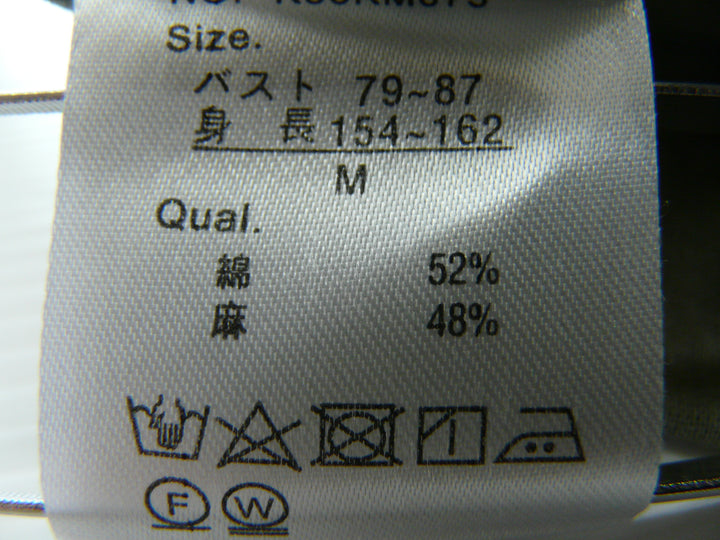 Size.
バスト 79~87
身 長 154~162
M
Qual.
綿 52%
麻 48%
F W